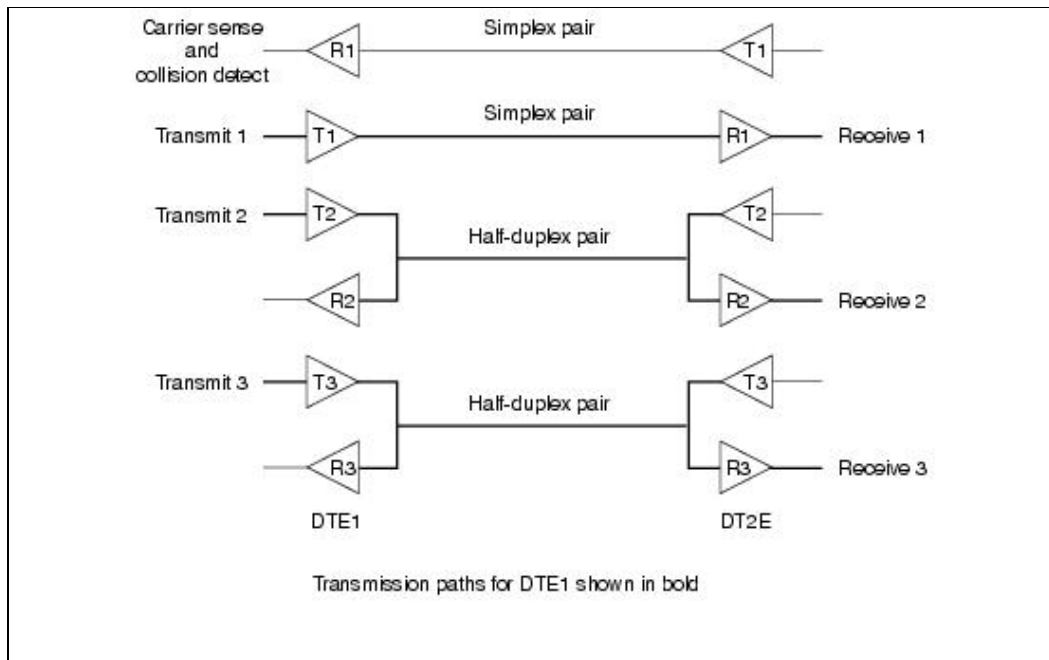 Carrier sense
and
collision detect
R1
Simplex pair
T1
Transmit 1
T1
Simplex pair
R1
Receive 1
Transmit 2
T2
T2
Half-duplex pair
R2
R2
Receive 2
Transmit 3
T3
T3
Half-duplex pair
R3
R3
Receive 3
DTE1
DT2E
Transmission paths for DTE1 shown in bold